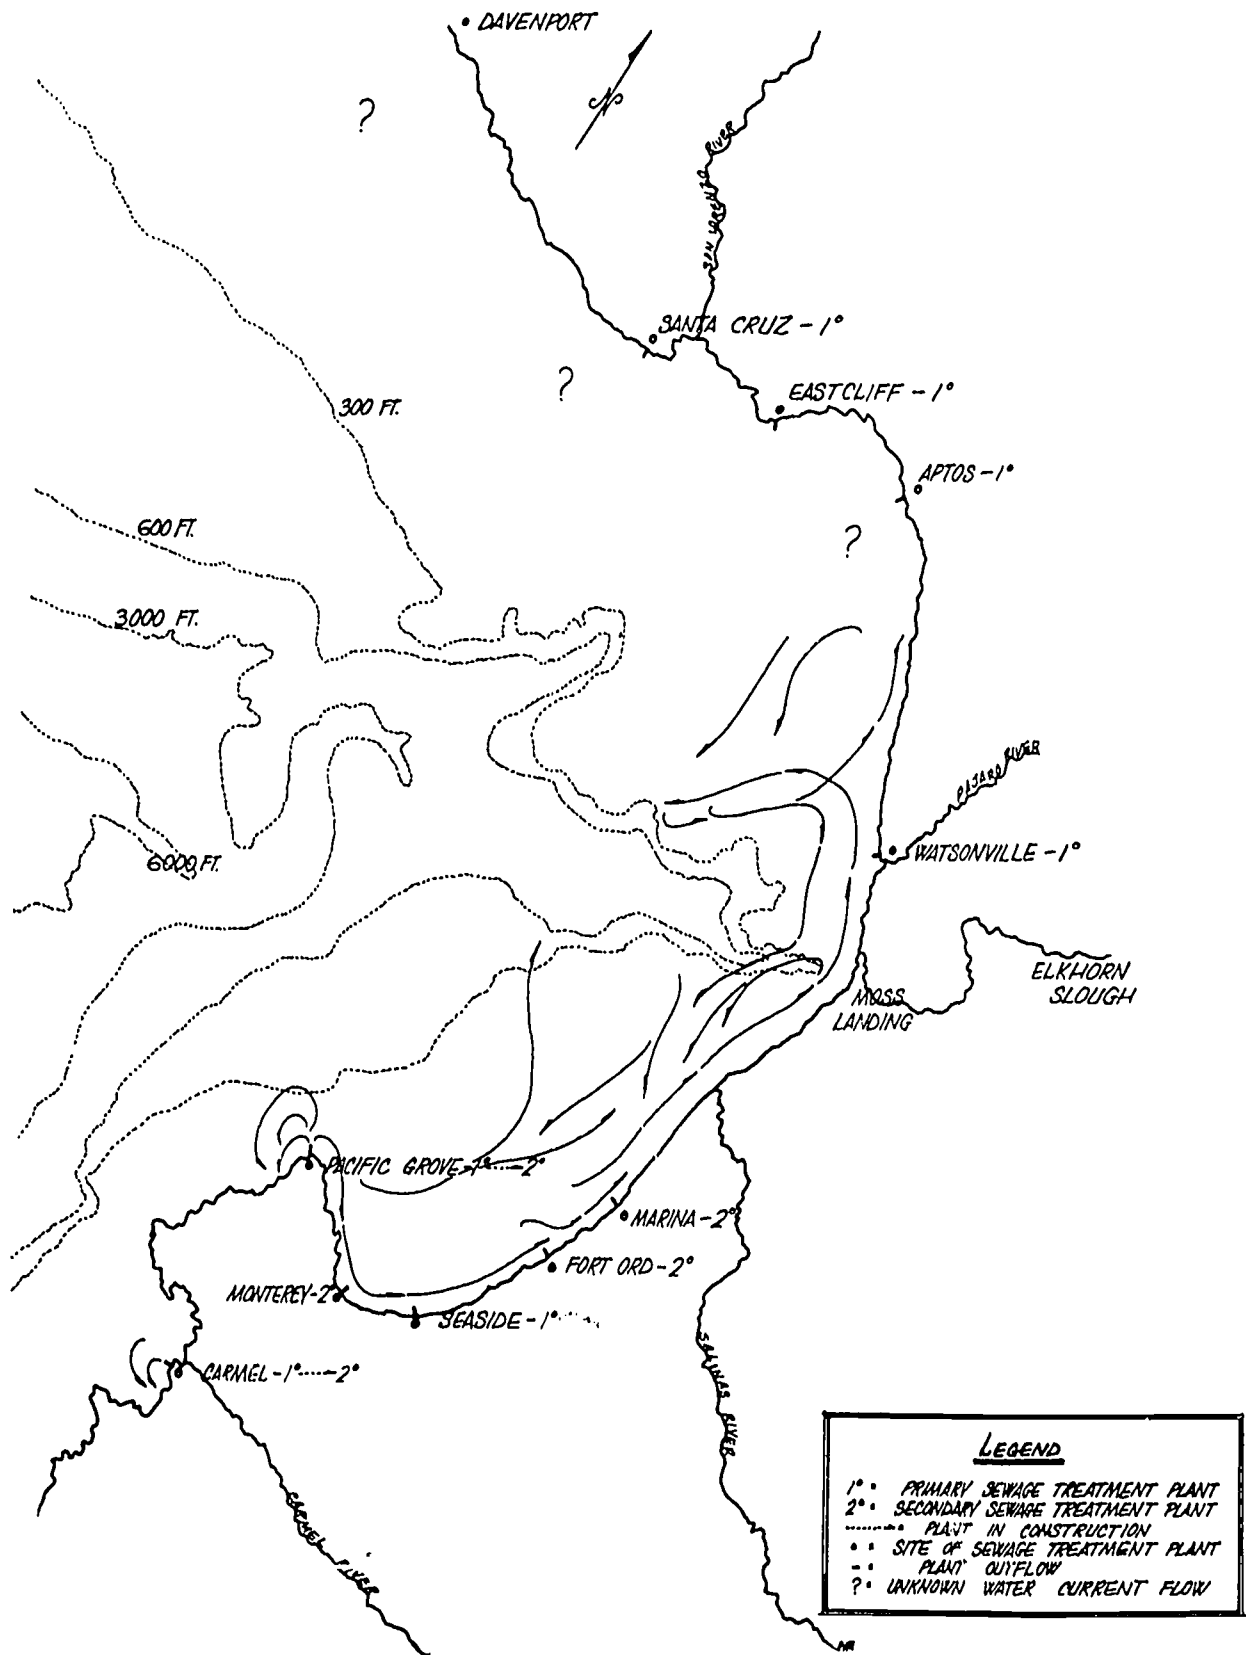 DAVENPORT
?
N
SAN LORENZO RIVER
SANTA CRUZ - 1°
?
EASTCLIFF - 1°
300 FT.
APTOS - 1°
600 FT.
?
3000 FT.
PAJARO RIVER
6000 FT.
WATSONVILLE - 1°
ELKHORN
SLOUGH
MOSS
LANDING
PACIFIC GROVE - 1°------2°
MARINA - 2°
FORT ORD - 2°
MONTEREY - 2°
SEASIDE - 1°
CARMEL - 1°------2°
SALINAS RIVER
CARMEL RIVER
LEGEND
1° = PRIMARY SEWAGE TREATMENT PLANT
2° = SECONDARY SEWAGE TREATMENT PLANT
-------- = PLANT IN CONSTRUCTION
• = SITE OF SEWAGE TREATMENT PLANT
- = PLANT OUTFLOW
? = UNKNOWN WATER CURRENT FLOW